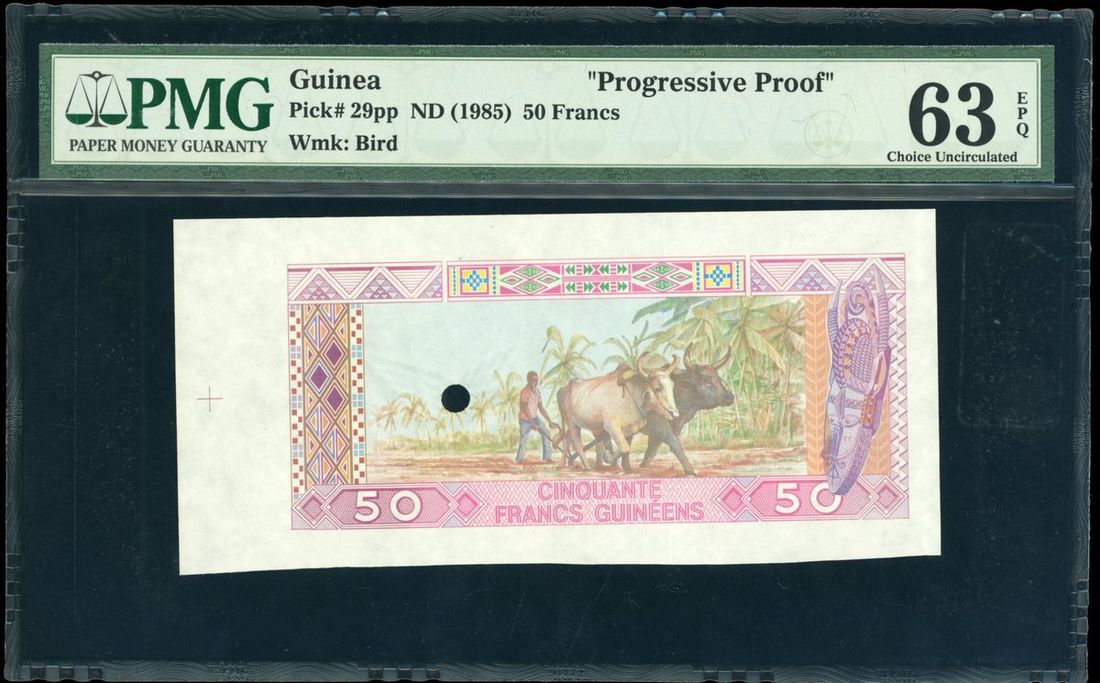 PMG
PAPER MONEY GUARANTY
Guinea "Progressive Proof"
Pick# 29pp ND (1985) 50 Francs
Wmk: Bird
63 EPQ
Choice Uncirculated
50 CINQUANTE 50
FRANCS GUINÉENS